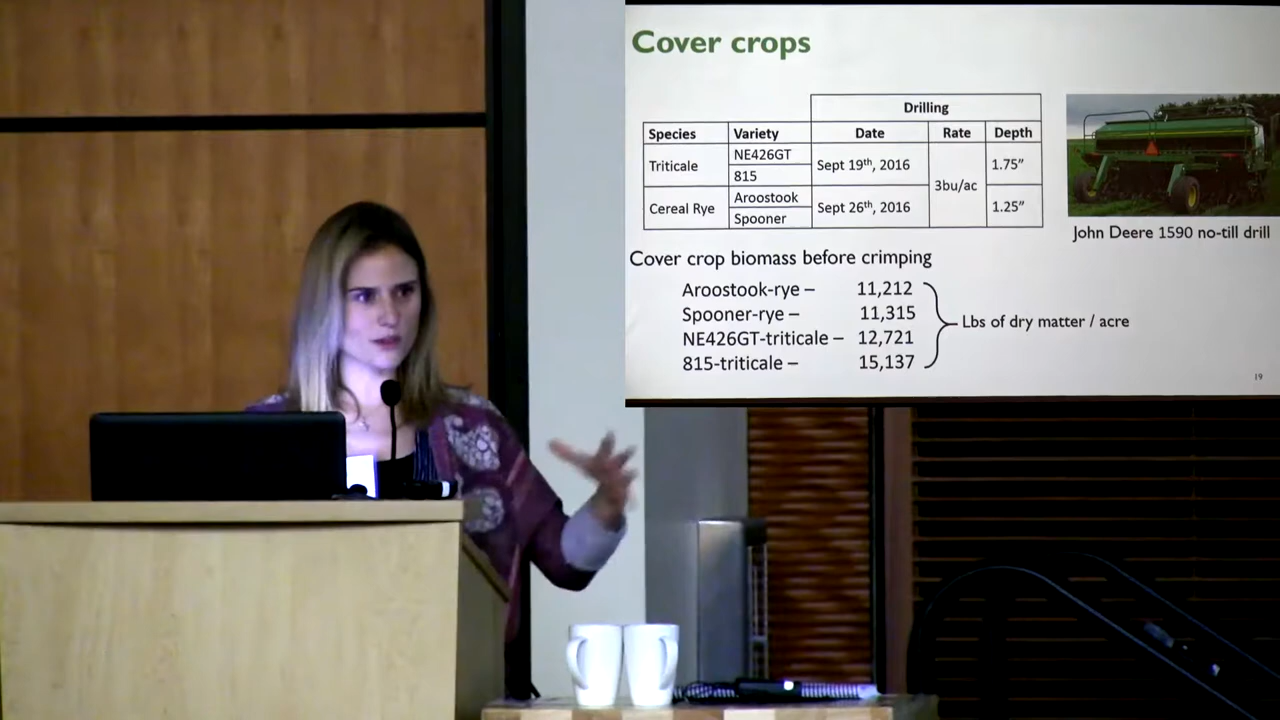 Cover crops
Drilling
Species Variety Date Rate Depth
Triticale NE426GT Sept 19th, 2016 3bu/ac 1.75”
815
Cereal Rye Aroostook Sept 26th, 2016 1.25”
Spooner
John Deere 1590 no-till drill
Cover crop biomass before crimping
Aroostook-rye – 11,212
Spooner-rye – 11,315
NE426GT-triticale – 12,721
815-triticale – 15,137
Lbs of dry matter / acre
19